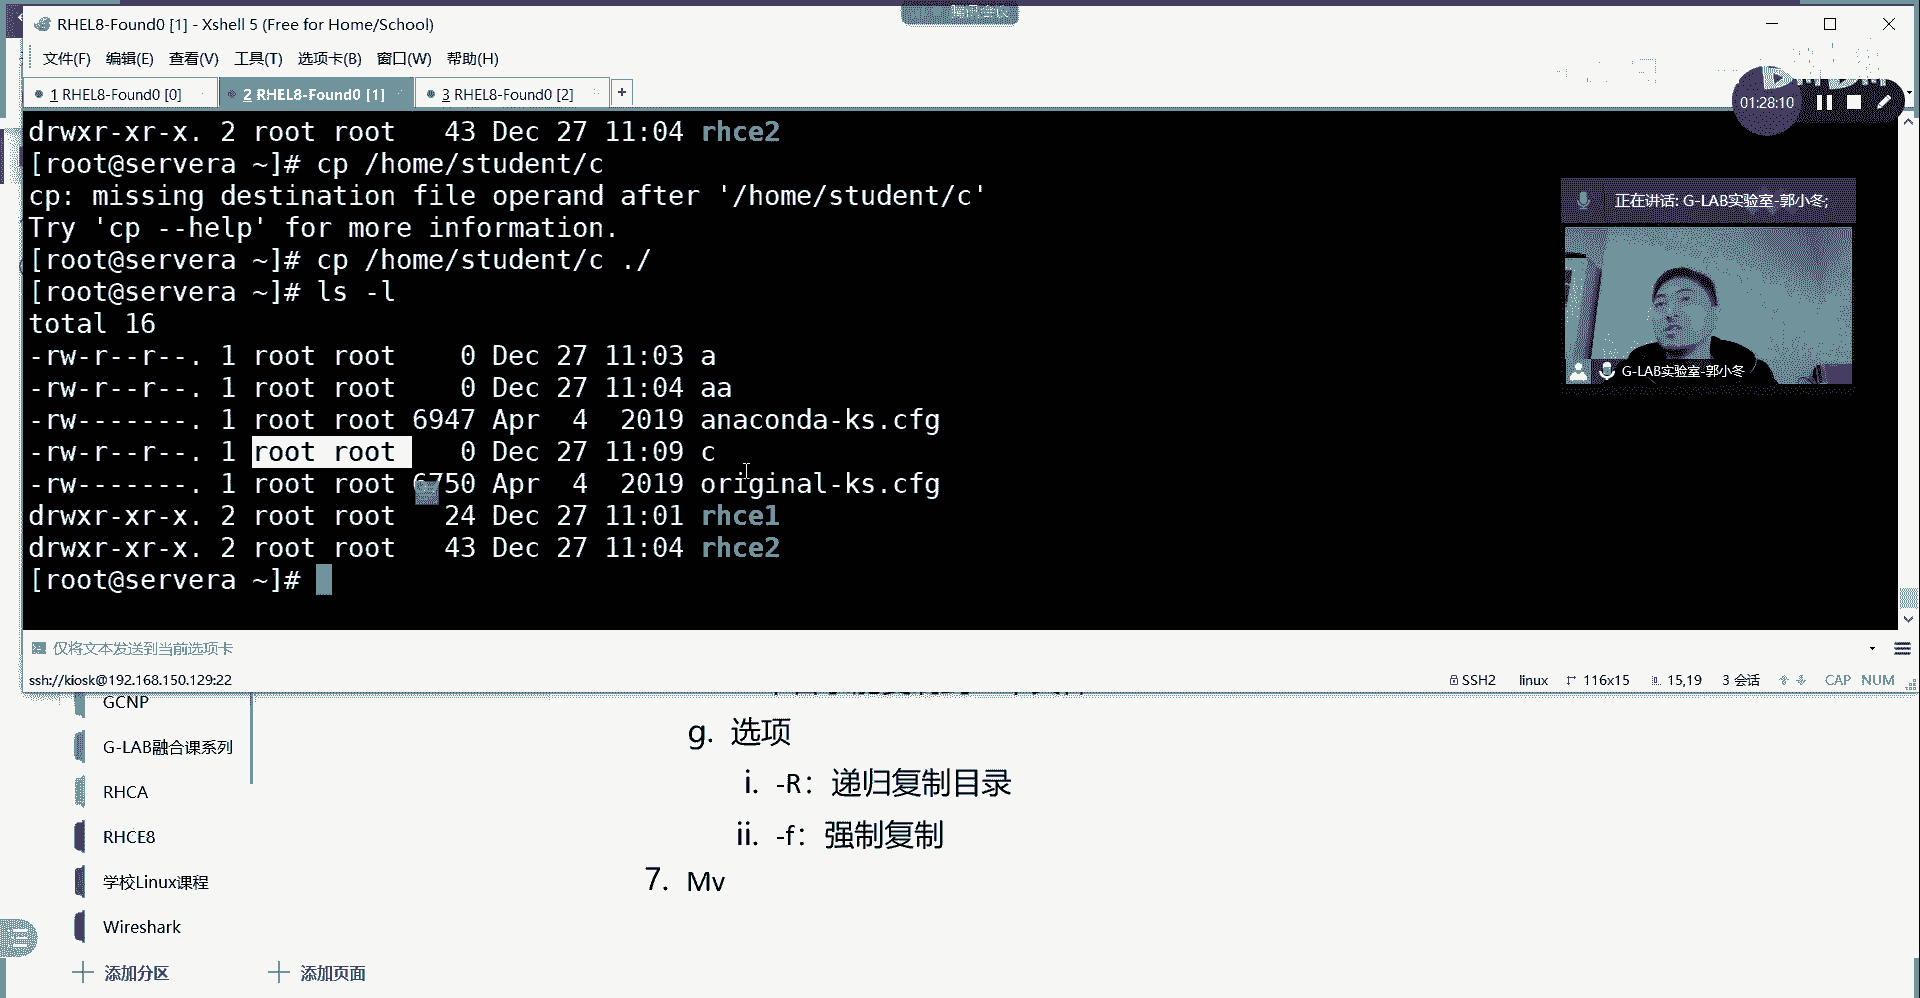 RHEL8-Found0 [1] - Xshell 5 (Free for Home/School)
腾讯会议
文件(F) 编辑(E) 查看(V) 工具(T) 选项卡(B) 窗口(W) 帮助(H)
1 RHEL8-Found0 [0] 2 RHEL8-Found0 [1] 3 RHEL8-Found0 [2] +
01:28:10
drwxr-xr-x. 2 root root 43 Dec 27 11:04 rhce2
[root@servera ~]# cp /home/student/c
cp: missing destination file operand after '/home/student/c'
Try 'cp --help' for more information.
[root@servera ~]# cp /home/student/c ./
[root@servera ~]# ls -l
total 16
-rw-r--r--. 1 root root 0 Dec 27 11:03 a
-rw-r--r--. 1 root root 0 Dec 27 11:04 aa
-rw-------. 1 root root 6947 Apr 4 2019 anaconda-ks.cfg
-rw-r--r--. 1 root root 0 Dec 27 11:09 c
-rw-------. 1 root root 6750 Apr 4 2019 original-ks.cfg
drwxr-xr-x. 2 root root 24 Dec 27 11:01 rhce1
drwxr-xr-x. 2 root root 43 Dec 27 11:04 rhce2
[root@servera ~]#
正在讲话: G-LAB实验室-郭小冬;
G-LAB实验室-郭小冬
仅将文本发送到当前选项卡
ssh://kiosk@192.168.150.129:22 SSH2 linux 116x15 15,19 3 会话 CAP NUM
GCNP
G-LAB融合课系列
RHCA
RHCE8
学校Linux课程
Wireshark
添加分区 添加页面
g. 选项
i. -R：递归复制目录
ii. -f：强制复制
7. Mv